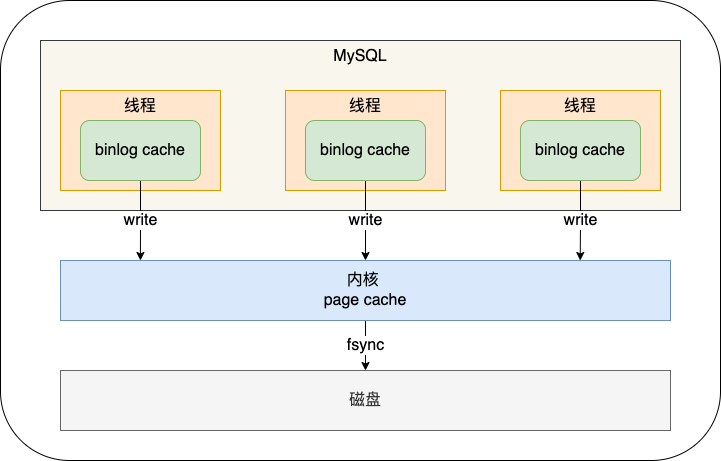 MySQL
线程
线程
线程
binlog cache
binlog cache
binlog cache
write
write
write
内核
page cache
fsync
磁盘